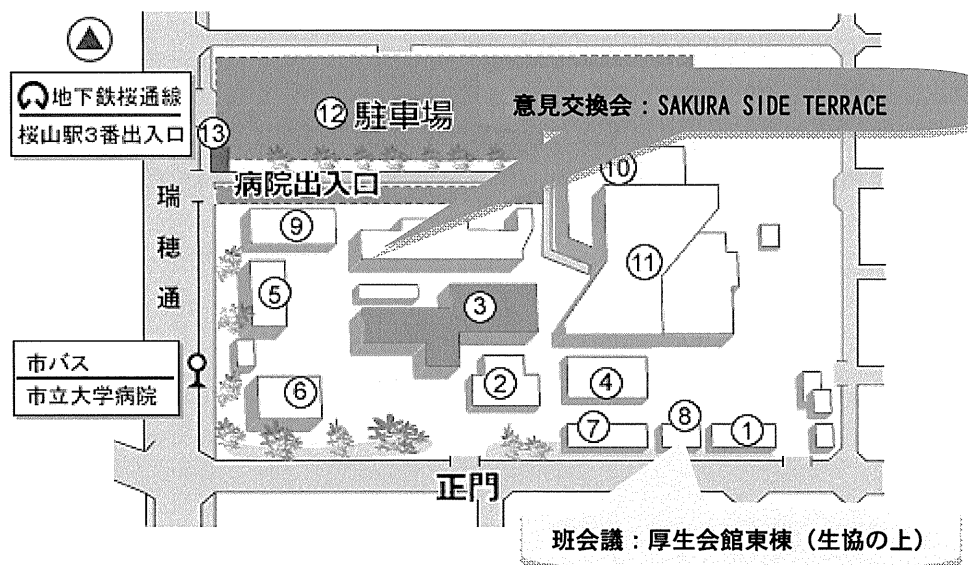 地下鉄桜通線
桜山駅3番出入口
⑬
⑫ 駐車場
意見交換会:SAKURA SIDE TERRACE
⑩
病院出入口
瑞穂通
⑨
⑪
⑤
③
市バス
市立大学病院
②
④
⑥
⑧
⑦
①
正門
班会議:厚生会館東棟(生協の上)